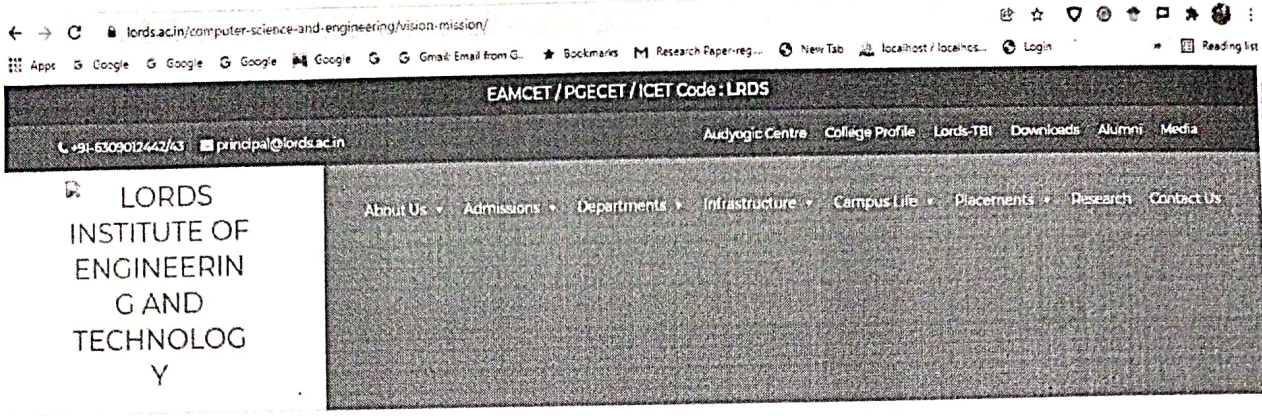 lords.ac.in/computer-science-and-engineering/vision-mission/
Apps G Google G Google G Google Google G G Gmail: Email from G... Bookmarks M Research Paper-reg... New Tab localhost / localhos... Login » Reading list
EAMCET / PGECET / ICET Code : LRDS
+91-6309012442/43 principal@lords.ac.in
Audyogic Centre College Profile Lords-TBI Downloads Alumni Media
About Us Admissions Departments Infrastructure Campus Life Placements Research Contact Us
LORDS
INSTITUTE OF
ENGINEERIN
G AND
TECHNOLOG
Y